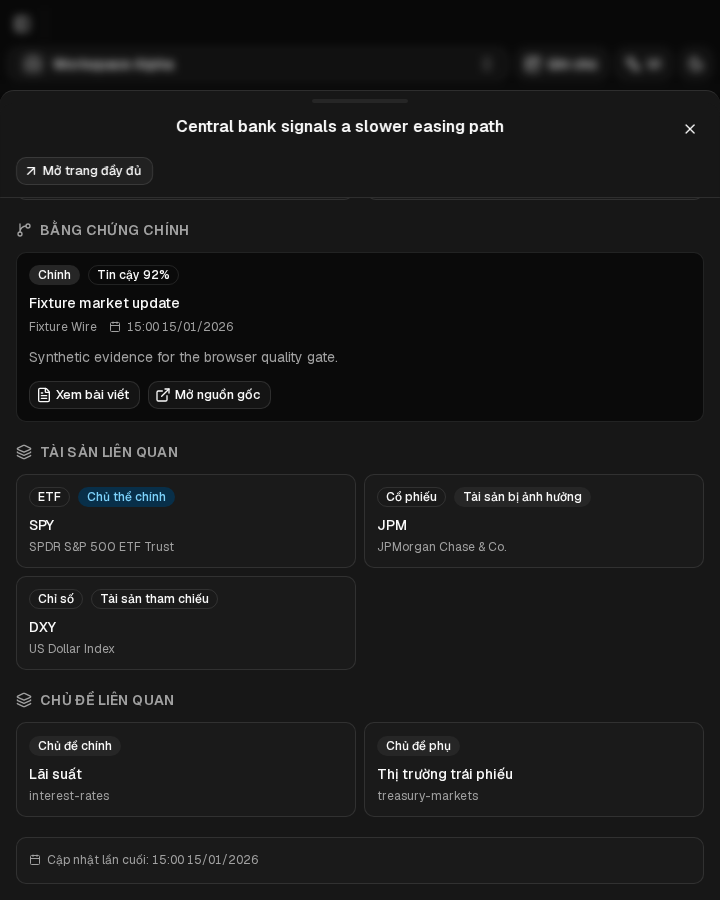 Central bank signals a slower easing path
Mở trang đầy đủ
BẰNG CHỨNG CHÍNH
Chính
Tin cậy 92%
Fixture market update
Fixture Wire
15:00 15/01/2026
Synthetic evidence for the browser quality gate.
Xem bài viết
Mở nguồn gốc
TÀI SẢN LIÊN QUAN
ETF
Chủ thể chính
SPY
SPDR S&P 500 ETF Trust
Cổ phiếu
Tài sản bị ảnh hưởng
JPM
JPMorgan Chase & Co.
Chỉ số
Tài sản tham chiếu
DXY
US Dollar Index
CHỦ ĐỀ LIÊN QUAN
Chủ đề chính
Lãi suất
interest-rates
Chủ đề phụ
Thị trường trái phiếu
treasury-markets
Cập nhật lần cuối: 15:00 15/01/2026